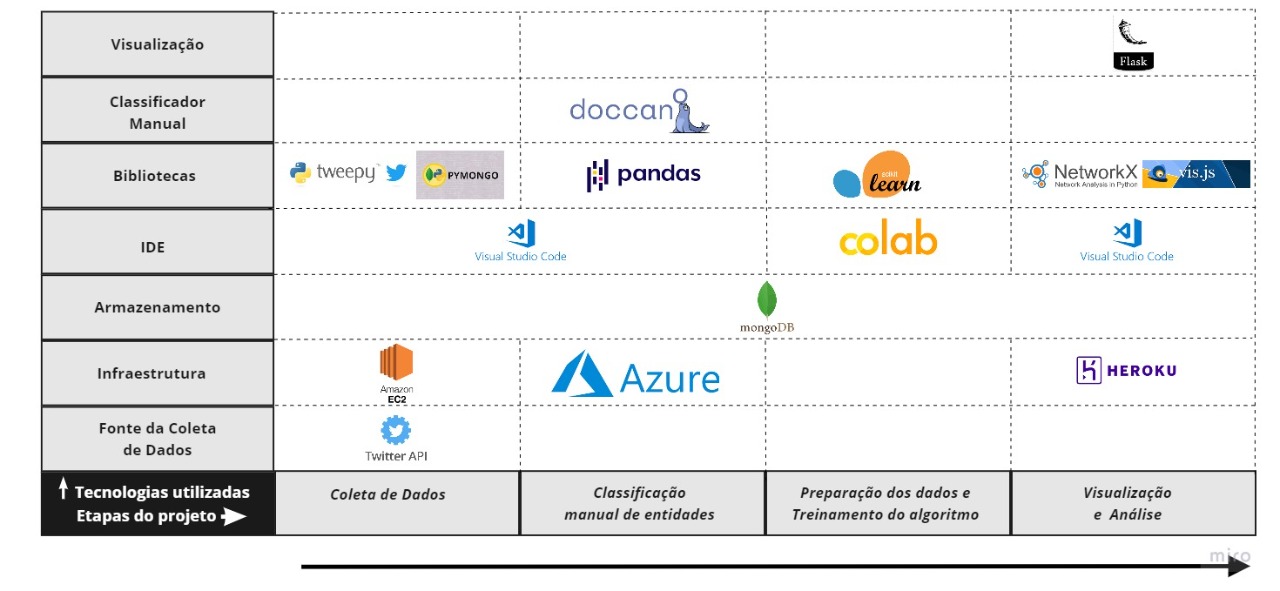 Visualização
Flask
Classificador
Manual
doccano
Bibliotecas
tweepy
PYMONGO
pandas
scikit
learn
NetworkX
Network Analysis in Python
vis.js
IDE
Visual Studio Code
colab
Visual Studio Code
Armazenamento
mongoDB
Infraestrutura
Amazon
EC2
Azure
HEROKU
Fonte da Coleta
de Dados
Twitter API
Tecnologias utilizadas
Etapas do projeto
Coleta de Dados
Classificação
manual de entidades
Preparação dos dados e
Treinamento do algoritmo
Visualização
e Análise
miro